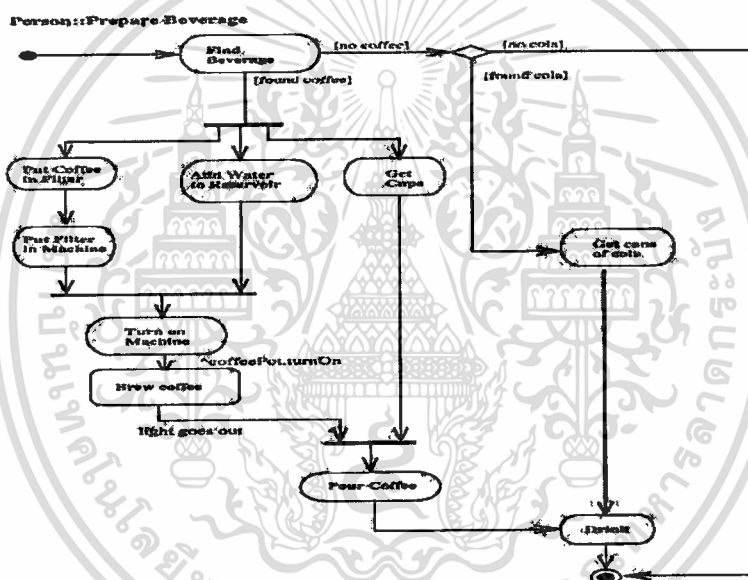 Person::Prepare Beverage
Find
Beverage
[no coffee]
[no cola]
[found coffee]
[found cola]
Put Coffee
in Filter
Add Water
to Reservoir
Get
Cups
Put Filter
in Machine
Get cans
of cola
Turn on
Machine
^coffeePot.turnOn
Brew coffee
light goes out
Pour Coffee
Drink